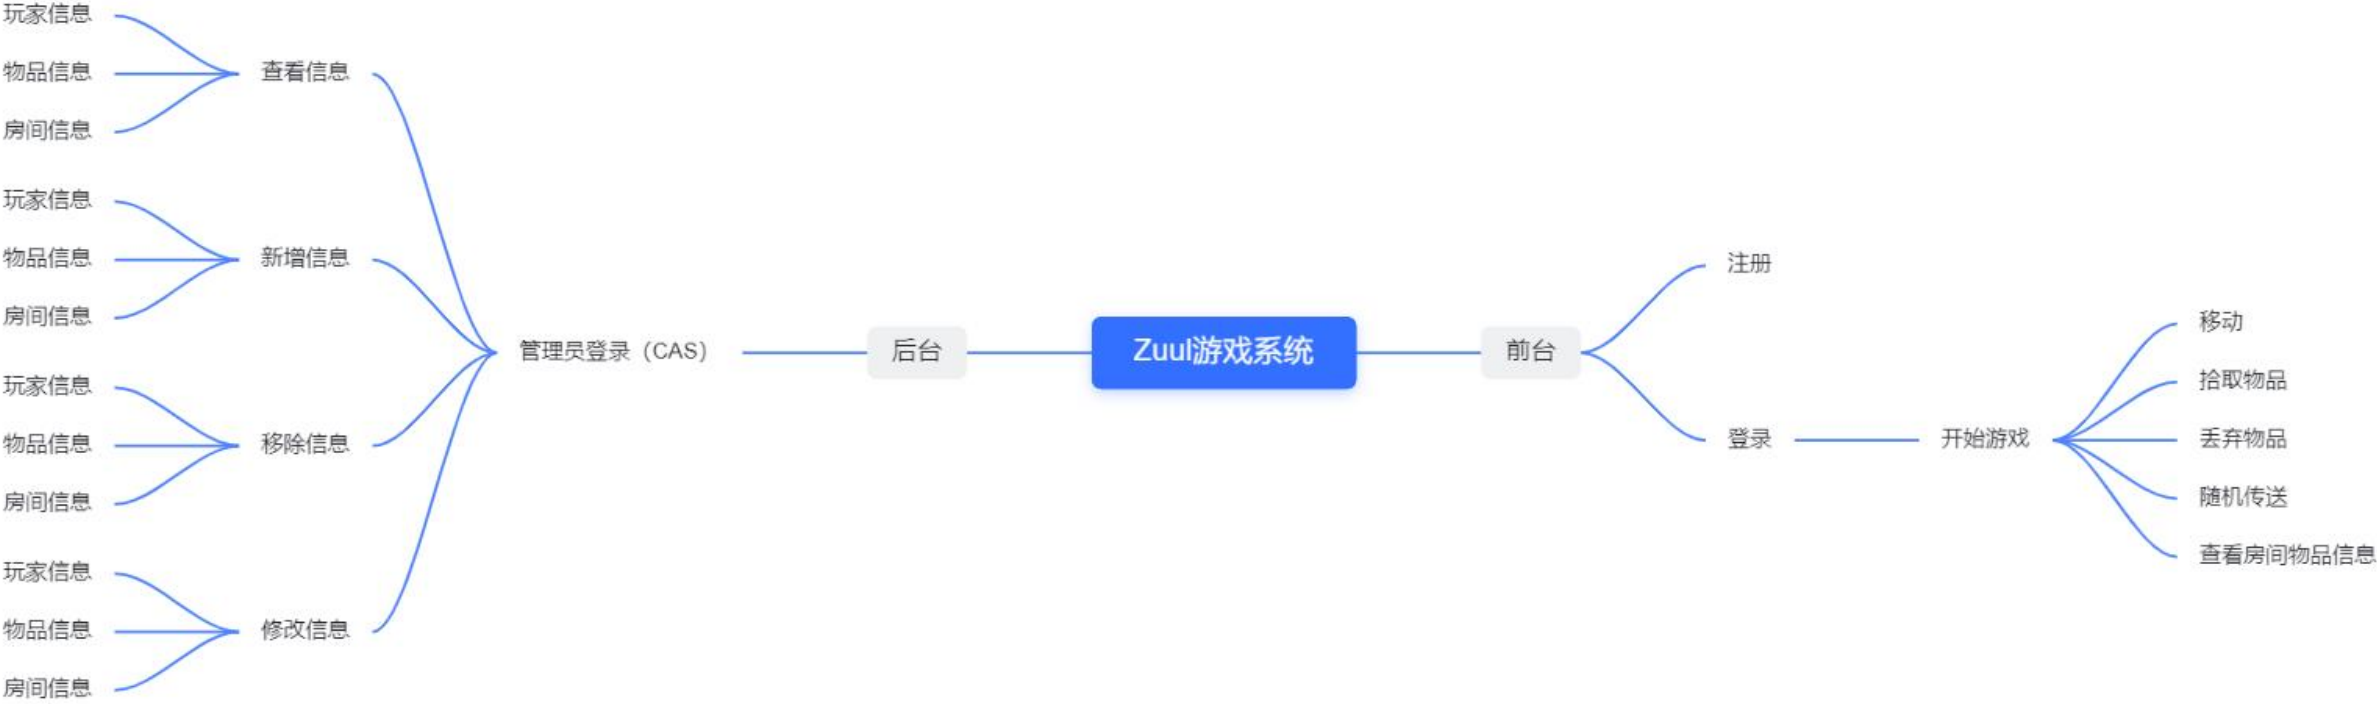 玩家信息
物品信息
房间信息
查看信息
玩家信息
物品信息
房间信息
新增信息
玩家信息
物品信息
房间信息
移除信息
玩家信息
物品信息
房间信息
修改信息
管理员登录（CAS）
后台
Zuul游戏系统
前台
注册
登录
开始游戏
移动
拾取物品
丢弃物品
随机传送
查看房间物品信息